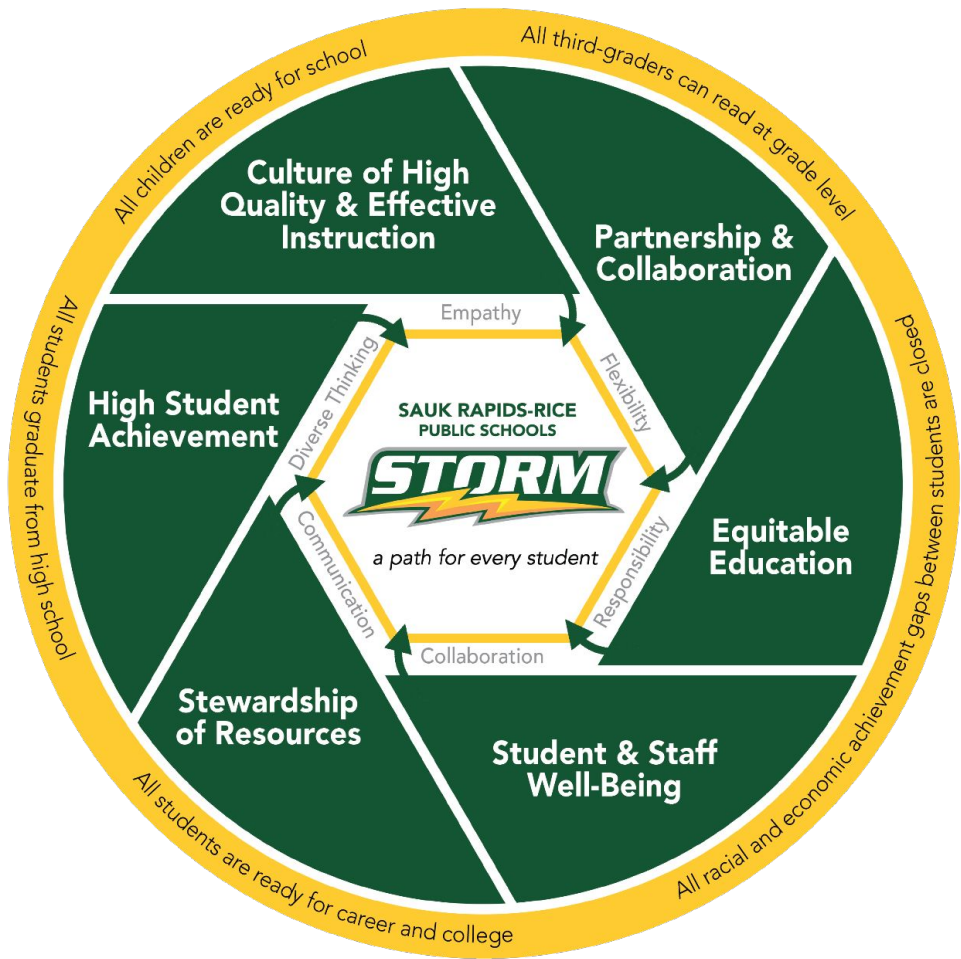 All children are ready for school
All third-graders can read at grade level
All racial and economic achievement gaps between students are closed
All students are ready for career and college
All students graduate from high school
Culture of High
Quality & Effective
Instruction
Partnership &
Collaboration
Equitable
Education
Student & Staff
Well-Being
Stewardship
of Resources
High Student
Achievement
Empathy
Flexibility
Responsibility
Collaboration
Communication
Diverse Thinking
SAUK RAPIDS-RICE
PUBLIC SCHOOLS
STORM
a path for every student